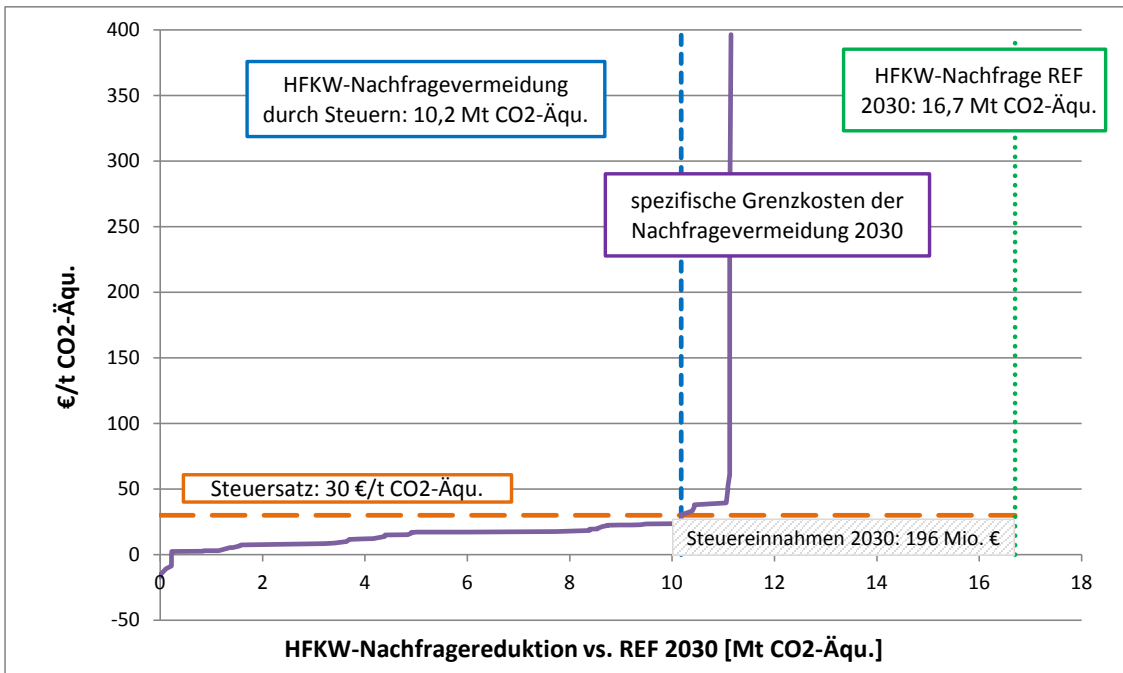 400
350
300
250
200
150
100
50
0
-50
€/t CO2-Äqu.
HFKW-Nachfragevermeidung
durch Steuern: 10,2 Mt CO2-Äqu.
HFKW-Nachfrage REF
2030: 16,7 Mt CO2-Äqu.
spezifische Grenzkosten der
Nachfragevermeidung 2030
Steuersatz: 30 €/t CO2-Äqu.
Steuereinnahmen 2030: 196 Mio. €
0 2 4 6 8 10 12 14 16 18
HFKW-Nachfragereduktion vs. REF 2030 [Mt CO2-Äqu.]